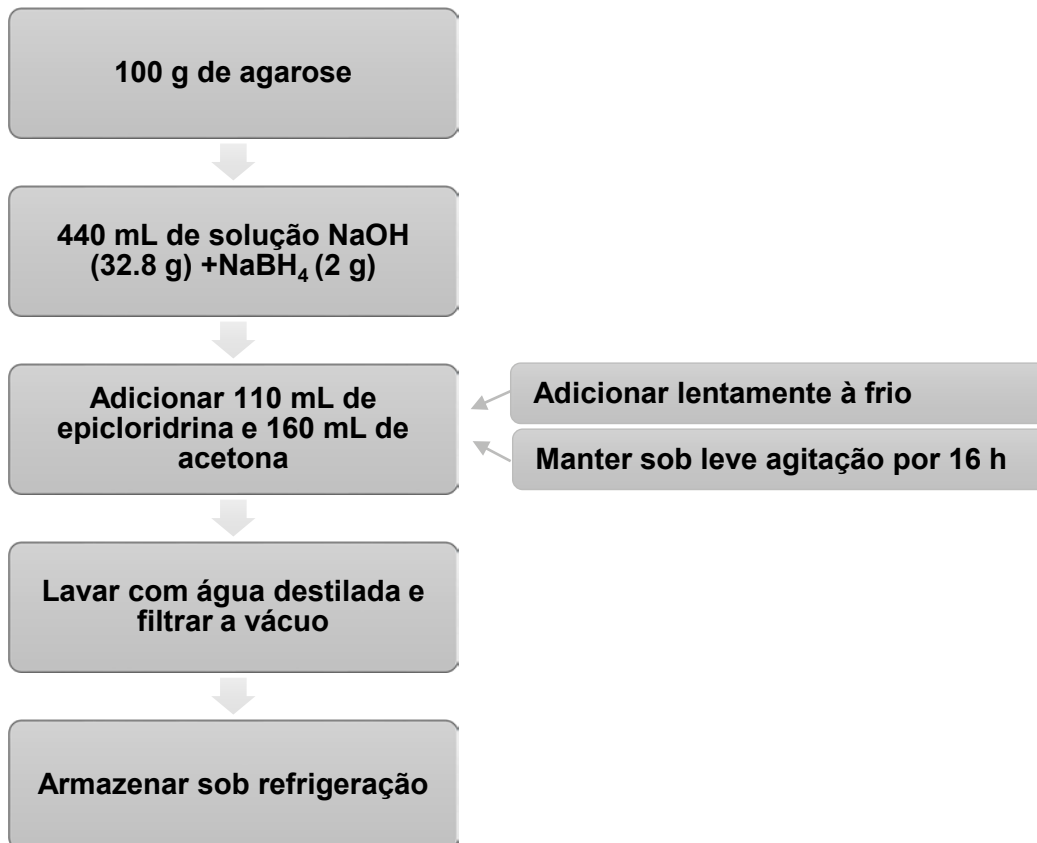 100 g de agarose
440 mL de solução NaOH
(32.8 g) +NaBH₄ (2 g)
Adicionar 110 mL de
epicloridrina e 160 mL de
acetona
Adicionar lentamente à frio
Manter sob leve agitação por 16 h
Lavar com água destilada e
filtrar a vácuo
Armazenar sob refrigeração